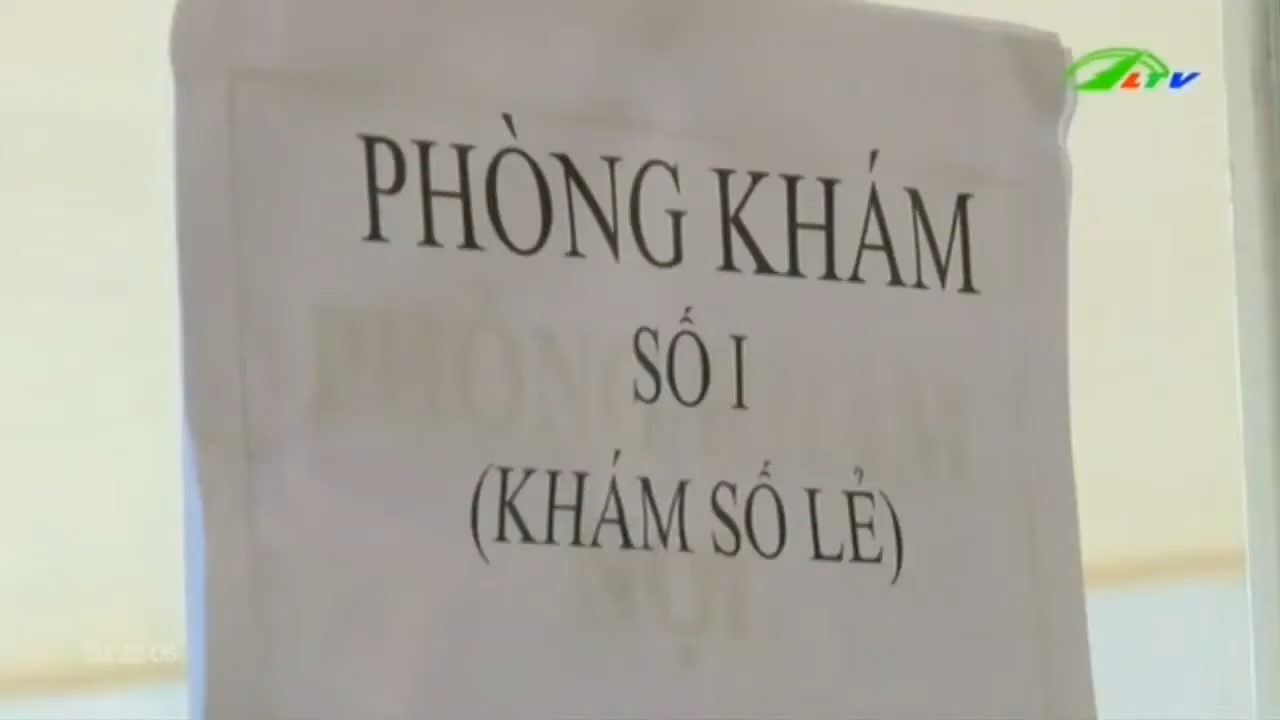 LTV
PHÒNG KHÁM
SỐ I
(KHÁM SỐ LẺ)